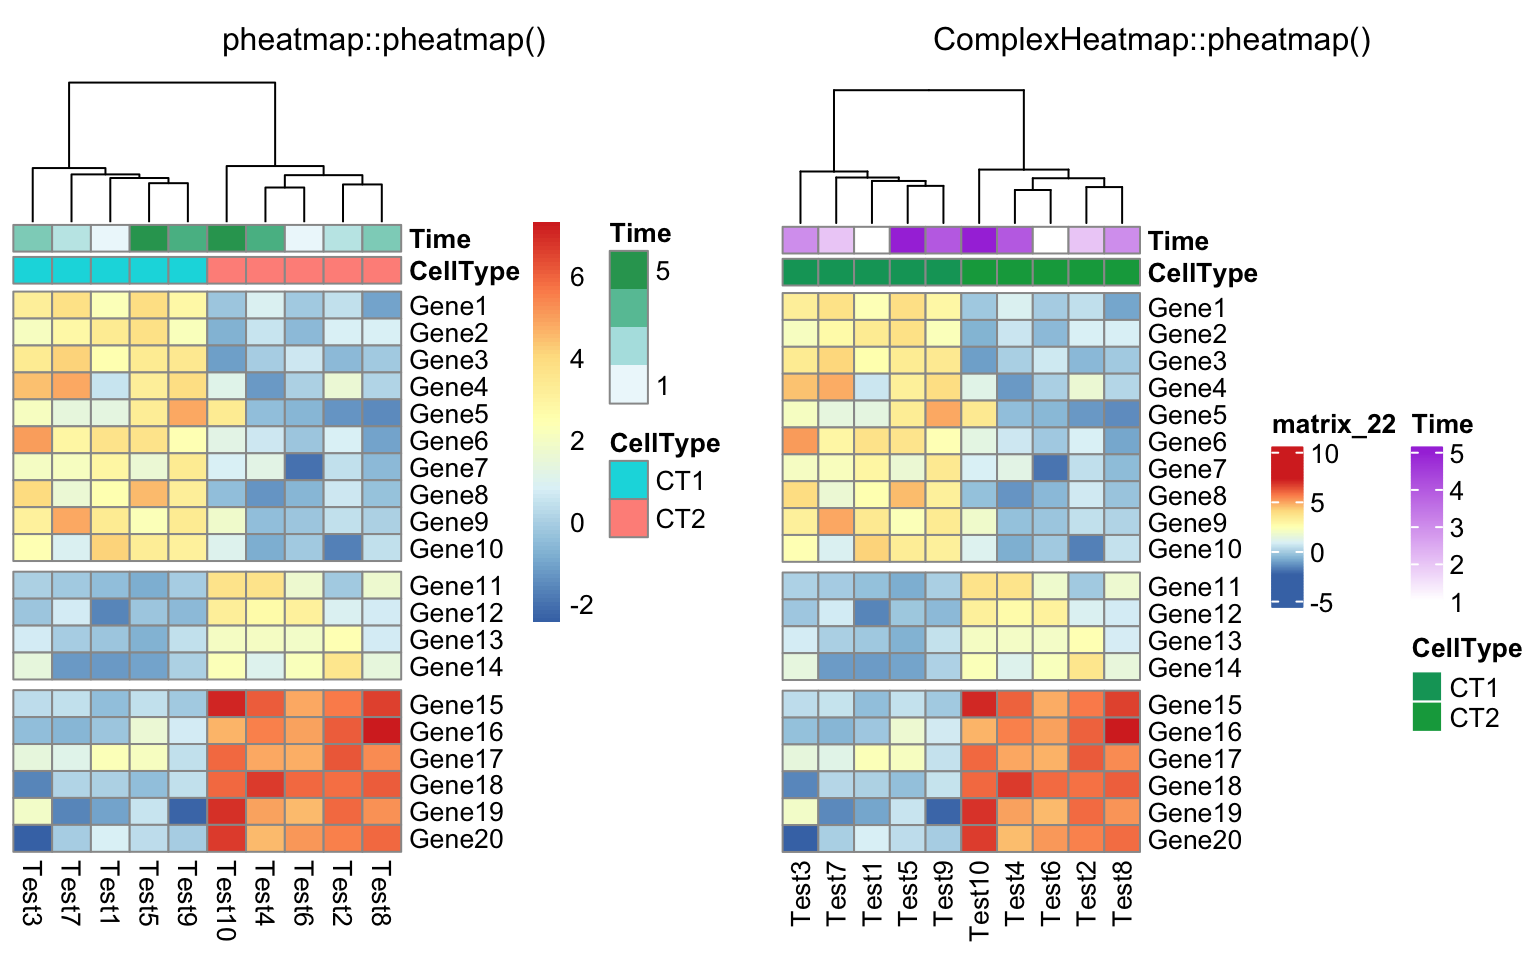 pheatmap::pheatmap()
Time
CellType
Gene1
Gene2
Gene3
Gene4
Gene5
Gene6
Gene7
Gene8
Gene9
Gene10
Gene11
Gene12
Gene13
Gene14
Gene15
Gene16
Gene17
Gene18
Gene19
Gene20
Test3
Test7
Test1
Test5
Test9
Test10
Test4
Test6
Test2
Test8
6
4
2
0
-2
Time
5
1
CellType
CT1
CT2
ComplexHeatmap::pheatmap()
Time
CellType
Gene1
Gene2
Gene3
Gene4
Gene5
Gene6
Gene7
Gene8
Gene9
Gene10
Gene11
Gene12
Gene13
Gene14
Gene15
Gene16
Gene17
Gene18
Gene19
Gene20
Test3
Test7
Test1
Test5
Test9
Test10
Test4
Test6
Test2
Test8
matrix_22
10
5
0
-5
Time
5
4
3
2
1
CellType
CT1
CT2